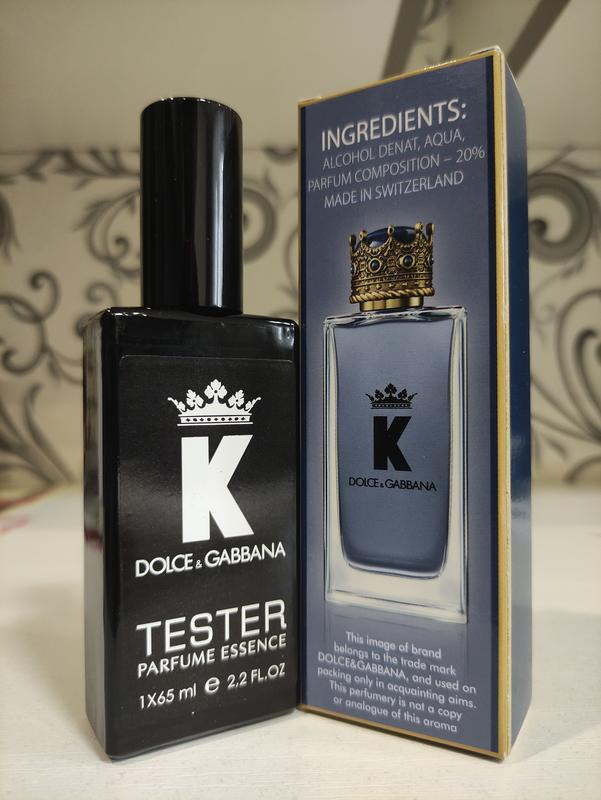 K
DOLCE & GABBANA
TESTER
PARFUME ESSENCE
1X65 ml e 2.2 FL.OZ
INGREDIENTS:
ALCOHOL DENAT, AQUA,
PARFUM COMPOSITION – 20%
MADE IN SWITZERLAND
K
DOLCE & GABBANA
This image of brand
belongs to the trade mark
DOLCE&GABBANA, and used on
packing only in acquainting aims.
This perfumery is not a copy
or analogue of this aroma